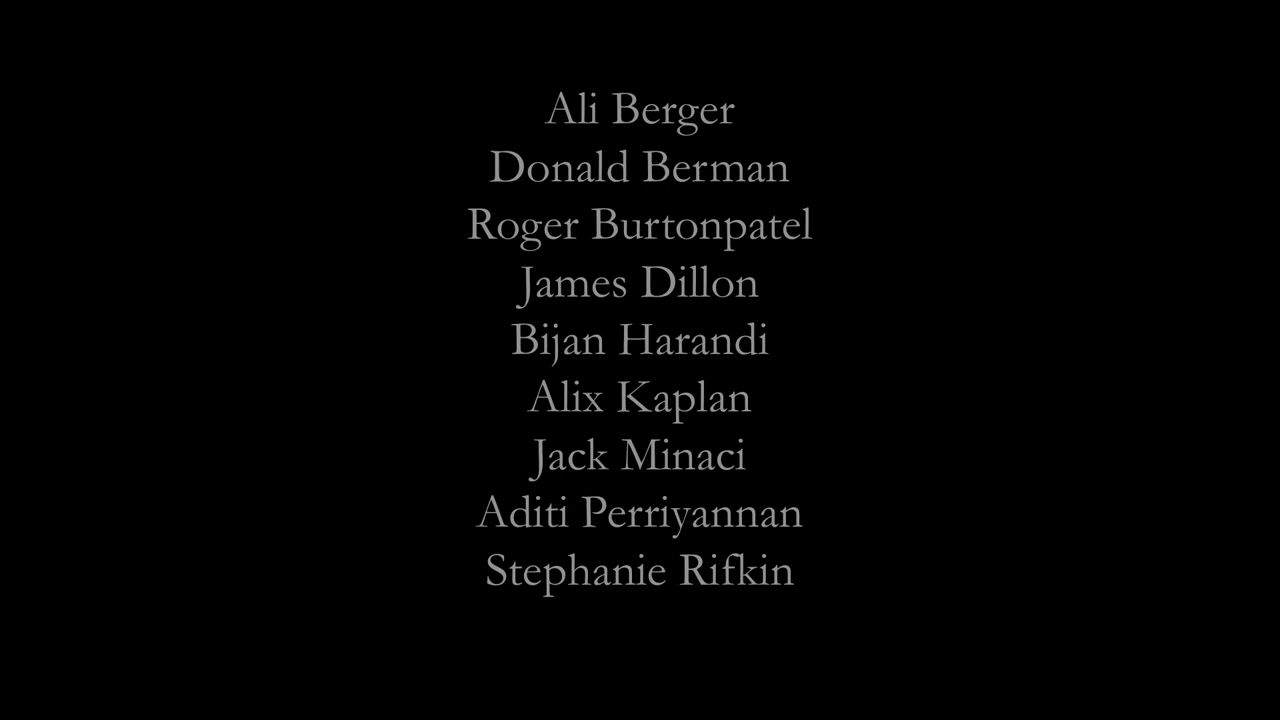 Ali Berger
Donald Berman
Roger Burtonpatel
James Dillon
Bijan Harandi
Alix Kaplan
Jack Minaci
Aditi Perriyannan
Stephanie Rifkin